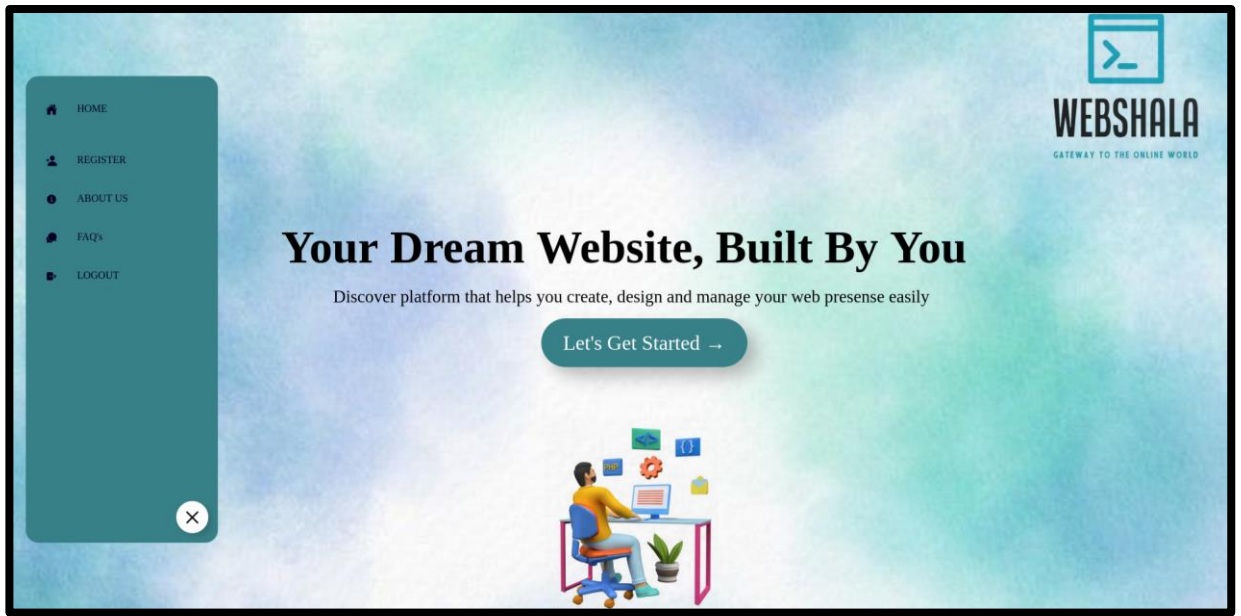 HOME
REGISTER
ABOUT US
FAQ's
LOGOUT
WEBSHALA
GATEWAY TO THE ONLINE WORLD
Your Dream Website, Built By You
Discover platform that helps you create, design and manage your web presense easily
Let's Get Started →
</>
{}
PHP